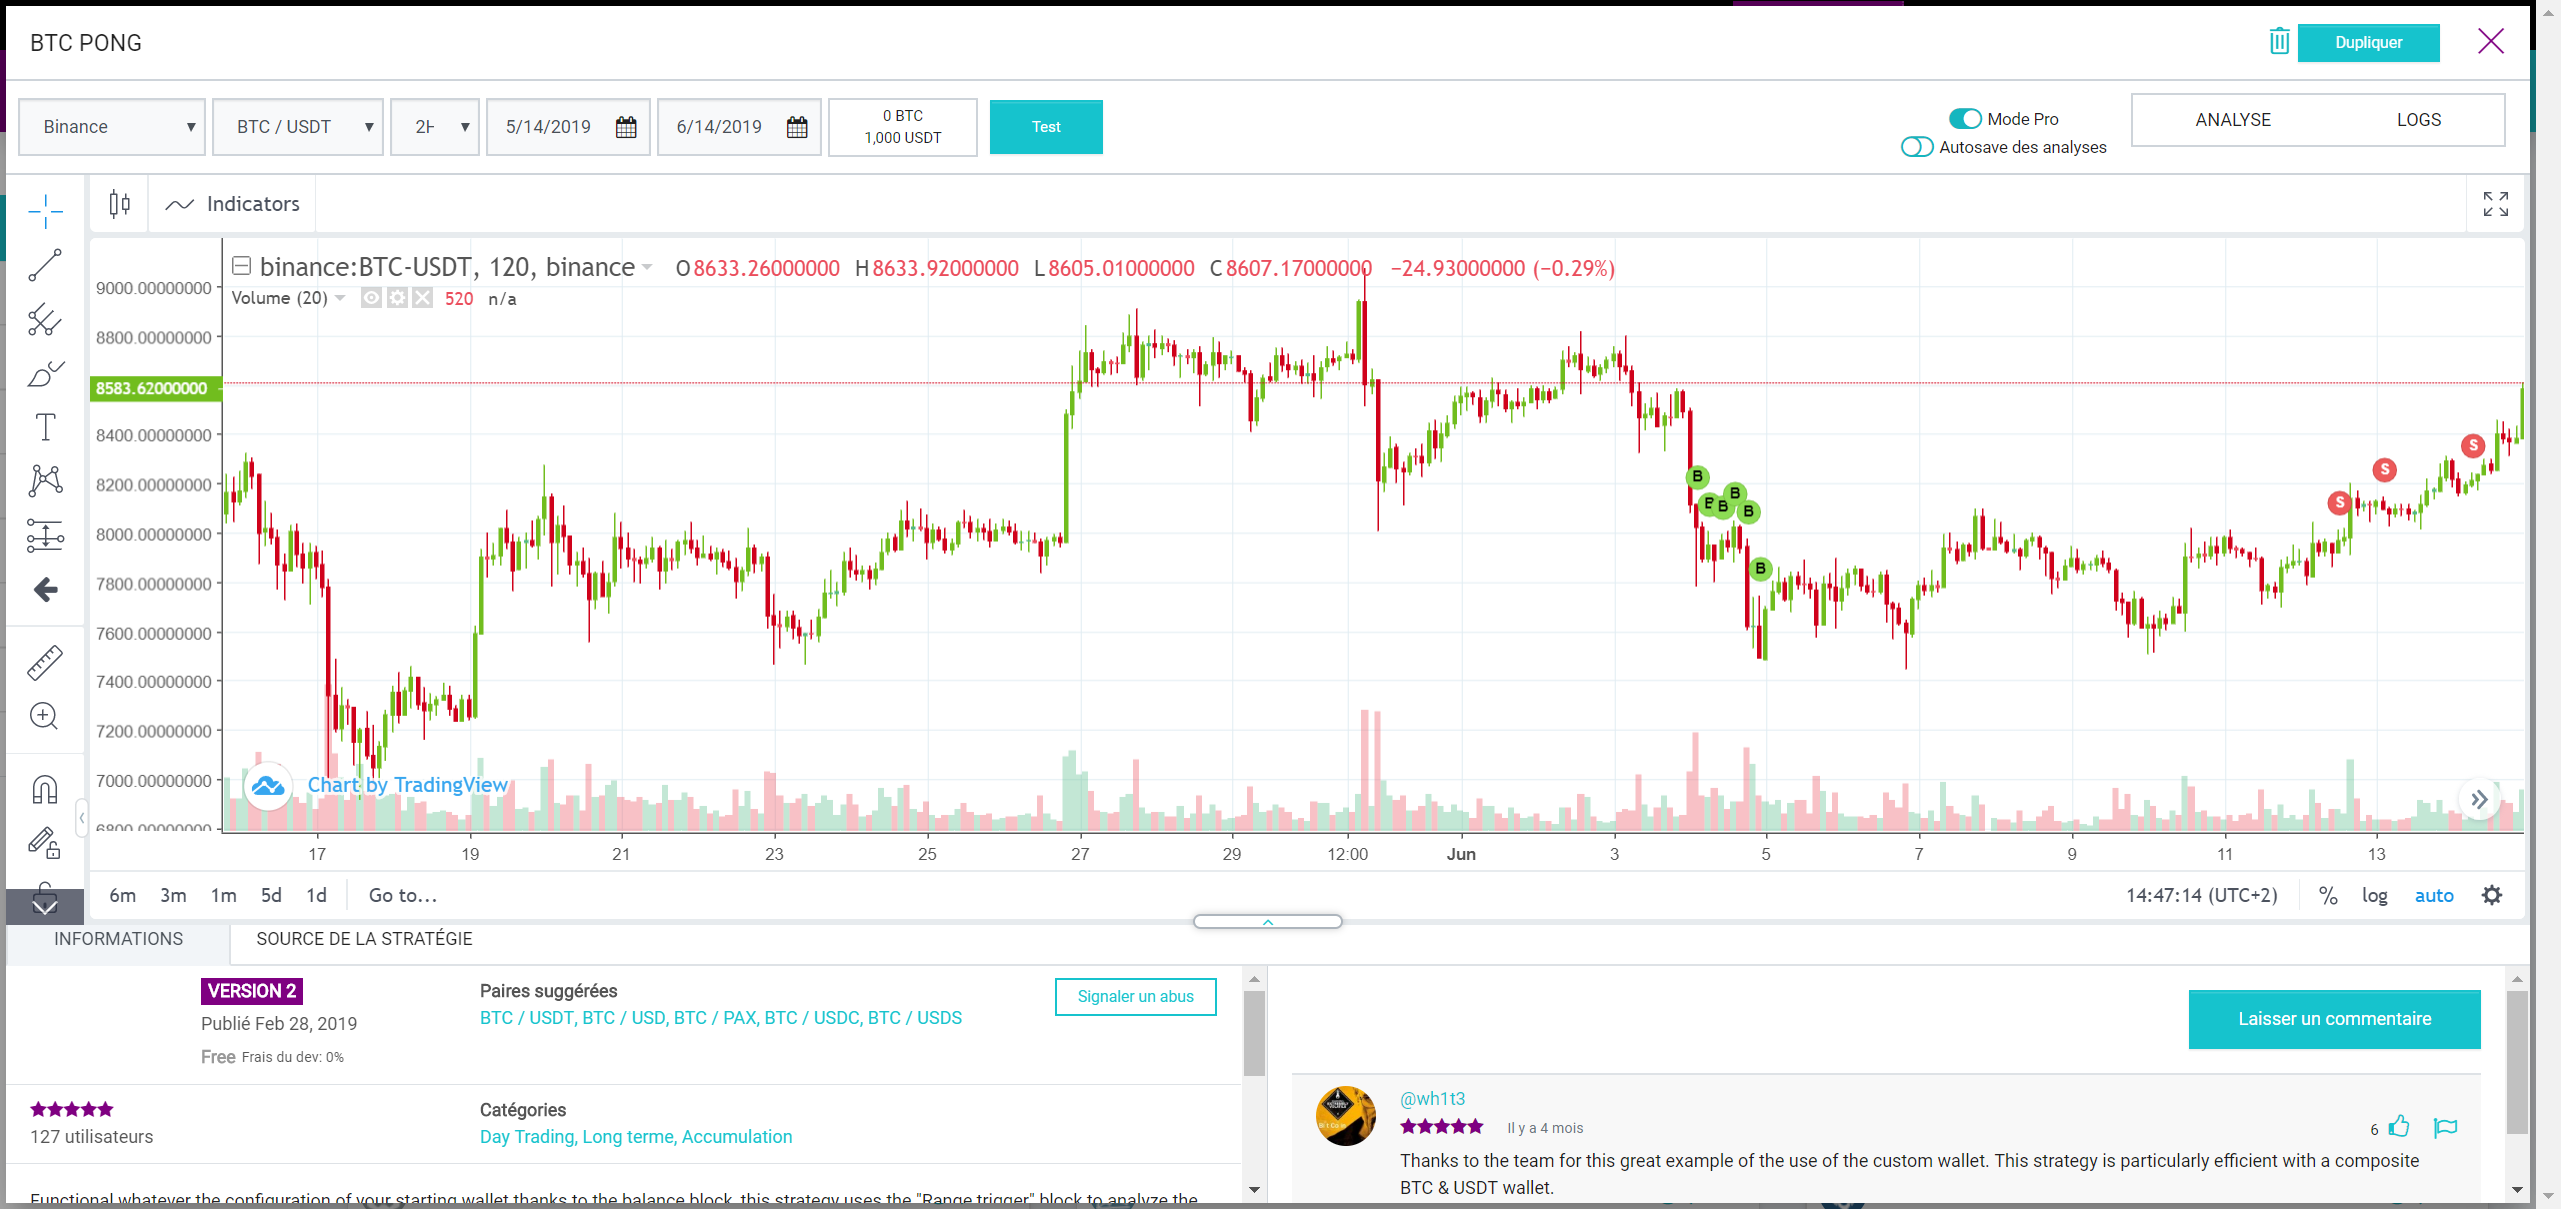 BTC PONG
Dupliquer
Binance
BTC / USDT
2H
5/14/2019
6/14/2019
0 BTC
1,000 USDT
Test
Mode Pro
Autosave des analyses
ANALYSE
LOGS
Indicators
binance:BTC-USDT, 120, binance
O8633.26000000 H8633.92000000 L8605.01000000 C8607.17000000 −24.93000000 (−0.29%)
Volume (20)
520 n/a
9000.00000000
8800.00000000
8583.62000000
8400.00000000
8200.00000000
8000.00000000
7800.00000000
7600.00000000
7400.00000000
7200.00000000
7000.00000000
6800.00000000
B
B
B
B
B
B
S
S
S
Chart by TradingView
17 19 21 23 25 27 29 12:00 Jun 3 5 7 9 11 13
6m 3m 1m 5d 1d Go to...
14:47:14 (UTC+2) % log auto
INFORMATIONS
SOURCE DE LA STRATÉGIE
VERSION 2
Publié Feb 28, 2019
Free Frais du dev: 0%
Paires suggérées
BTC / USDT, BTC / USD, BTC / PAX, BTC / USDC, BTC / USDS
Signaler un abus
127 utilisateurs
Catégories
Day Trading, Long terme, Accumulation
Functional whatever the configuration of your starting wallet thanks to the balance block, this strategy uses the "Range trigger" block to analyze the
Laisser un commentaire
@wh1t3
Il y a 4 mois
6
Thanks to the team for this great example of the use of the custom wallet. This strategy is particularly efficient with a composite
BTC & USDT wallet.